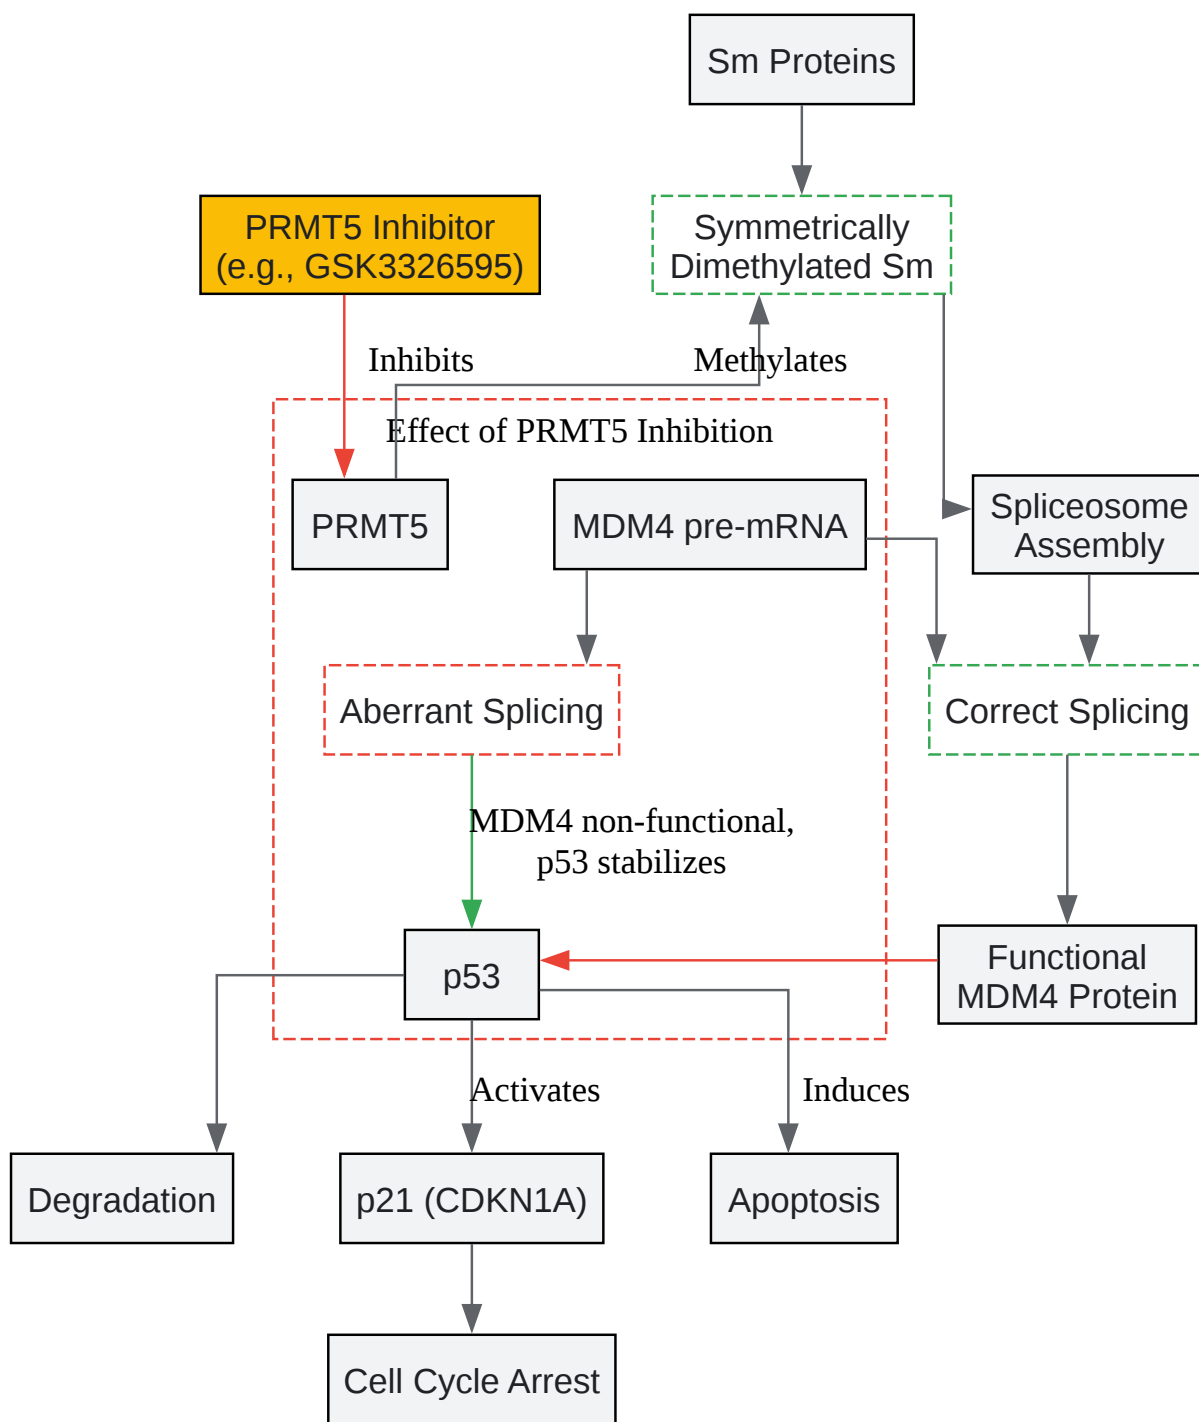 Sm Proteins
PRMT5 Inhibitor
(e.g., GSK3326595)
Symmetrically
Dimethylated Sm
Inhibits
Methylates
Effect of PRMT5 Inhibition
PRMT5
MDM4 pre-mRNA
Spliceosome
Assembly
Aberrant Splicing
Correct Splicing
MDM4 non-functional,
p53 stabilizes
p53
Functional
MDM4 Protein
Activates
Induces
Degradation
p21 (CDKN1A)
Apoptosis
Cell Cycle Arrest